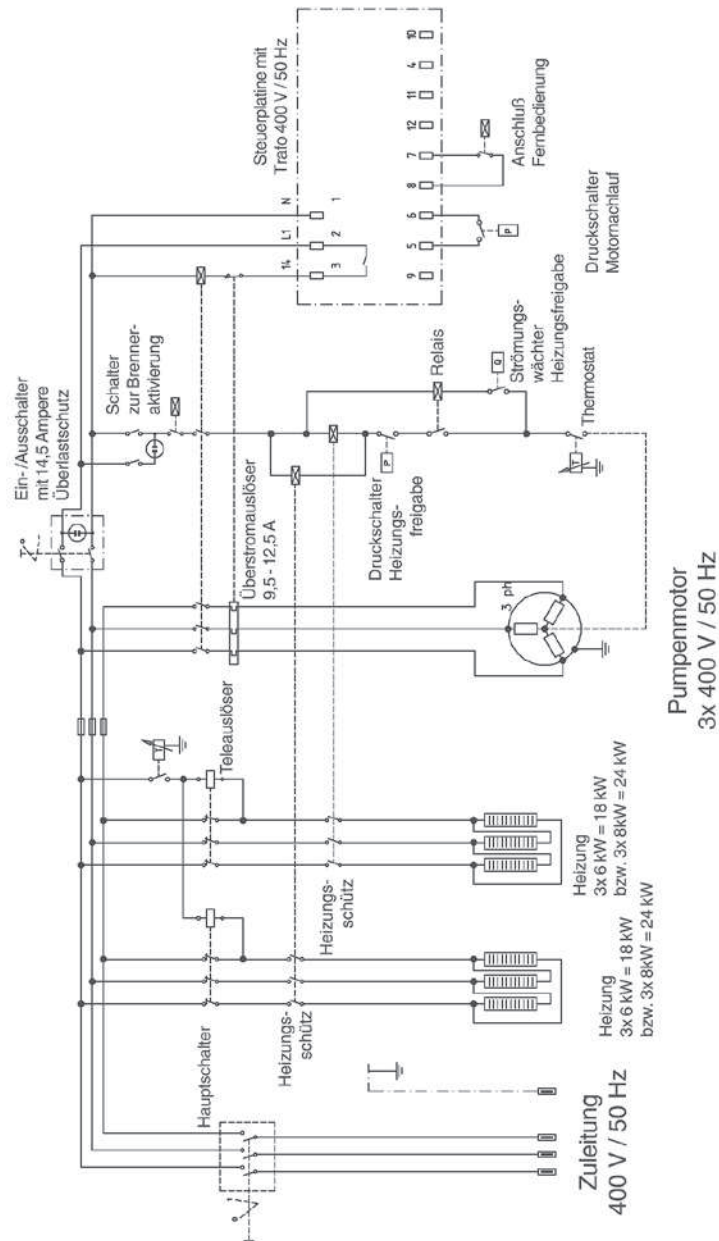 Zuleitung
400 V / 50 Hz
Hauptschalter
Heizungs-
schütz
Heizung
3x 6 kW = 18 kW
bzw. 3x 8kW = 24 kW
Heizungs-
schütz
Heizung
3x 6 kW = 18 kW
bzw. 3x 8kW = 24 kW
T
Teleauslöser
Ein-/Ausschalter
mit 14,5 Ampere
Überlastschutz
Überstromauslöser
9,5 - 12,5 A
3 ph
Pumpenmotor
3x 400 V / 50 Hz
Schalter
zur Brenner-
aktivierung
P
Druckschalter
Heizungs-
freigabe
Relais
Q
Strömungs-
wächter
Heizungsfreigabe
T
Thermostat
Steuerplatine mit
Trafo 400 V / 50 Hz
14 L1 N
3 2 1
9 5 6 8 7 12 11 4 10
P
Druckschalter
Motornachlauf
Anschluß
Fernbedienung